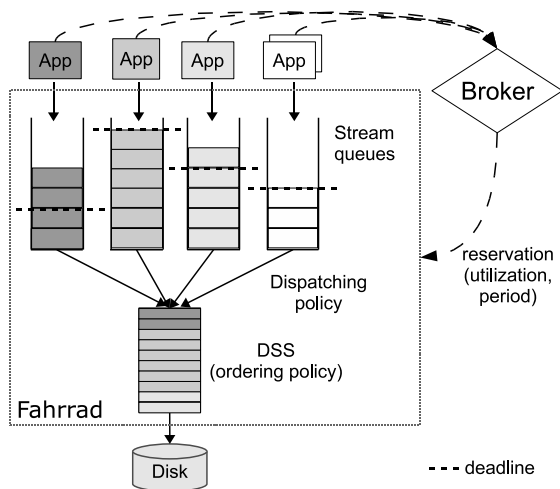 App
App
App
App
Broker
Stream
queues
reservation
(utilization,
period)
Dispatching
policy
DSS
(ordering policy)
Fahrrad
Disk
deadline